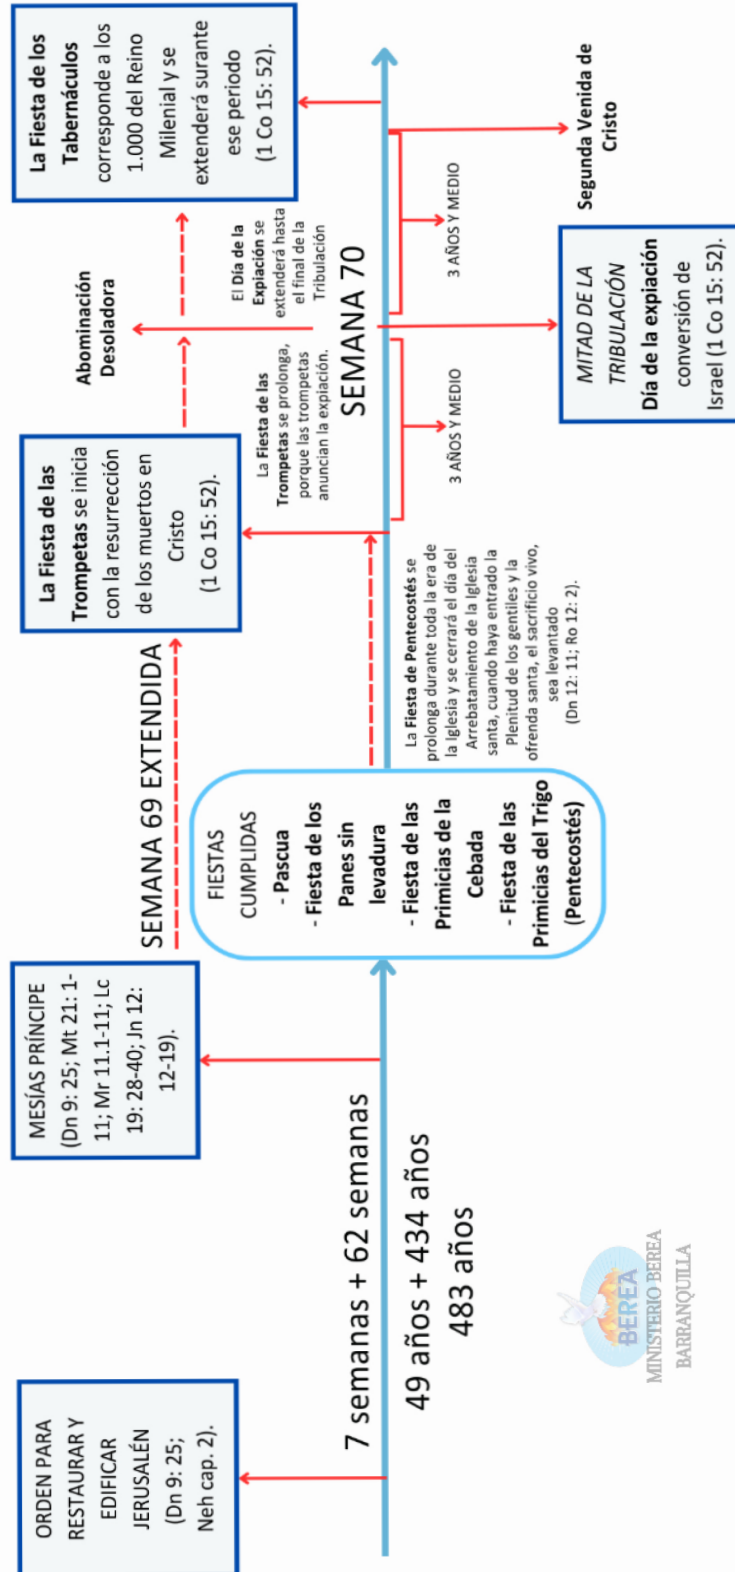 ORDEN PARA
RESTAURAR Y
EDIFICAR
JERUSALÉN
(Dn 9: 25;
Neh cap. 2).
7 semanas + 62 semanas
49 años + 434 años
483 años
MESÍAS PRÍNCIPE
(Dn 9: 25; Mt 21: 1-
11; Mr 11.1-11; Lc
19: 28-40; Jn 12:
12-19).
SEMANA 69 EXTENDIDA
FIESTAS
CUMPLIDAS
- Pascua
- Fiesta de los
Panes sin
levadura
- Fiesta de las
Primicias de la
Cebada
- Fiesta de las
Primicias del Trigo
(Pentecostés)
La Fiesta de Pentecostés se
prolonga durante toda la era de
la Iglesia y se cerrará el día del
Arrebatamiento de la Iglesia
santa, cuando haya entrado la
Plenitud de los gentiles y la
ofrenda santa, el sacrificio vivo,
sea levantado
(Dn 12: 11; Ro 12: 2).
La Fiesta de las
Trompetas se inicia
con la resurrección
de los muertos en
Cristo
(1 Co 15: 52).
La Fiesta de las
Trompetas se prolonga,
porque las trompetas
anuncian la expiación.
SEMANA 70
3 AÑOS Y MEDIO
Abominación
Desoladora
El Día de la
Expiación se
extenderá hasta
el final de la
Tribulación
3 AÑOS Y MEDIO
MITAD DE LA
TRIBULACIÓN
Día de la expiación
conversión de
Israel (1 Co 15: 52).
La Fiesta de los
Tabernáculos
corresponde a los
1.000 del Reino
Milenial y se
extenderá surante
ese periodo
(1 Co 15: 52).
Segunda Venida de
Cristo
BEREA
MINISTERIO BEREA
BARRANQUILLA